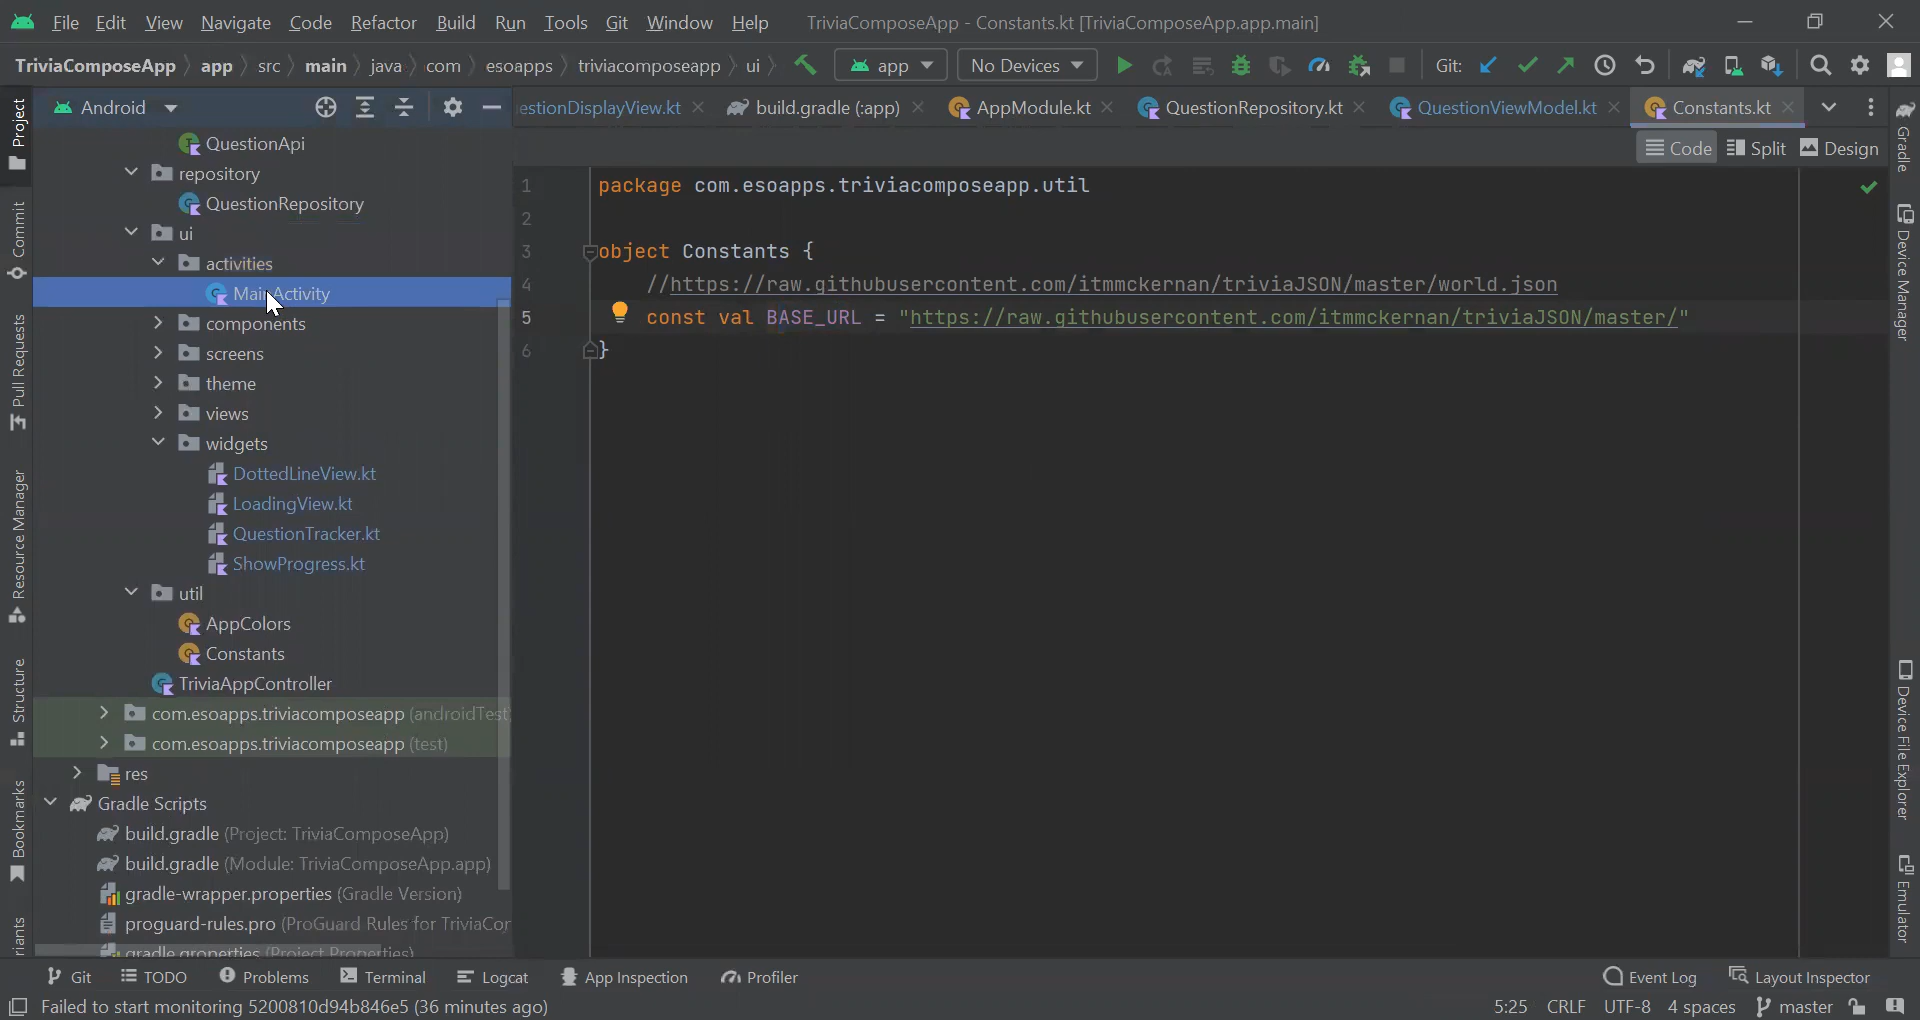 File Edit View Navigate Code Refactor Build Run Tools Git Window Help TriviaComposeApp - Constants.kt [TriviaComposeApp.app.main]
TriviaComposeApp app src main java com esoapps triviacomposeapp ui app No Devices Git:
Android
estionDisplayView.kt build.gradle (:app) AppModule.kt QuestionRepository.kt QuestionViewModel.kt Constants.kt
Code Split Design
Project
Commit
Pull Requests
Resource Manager
Structure
Bookmarks
riants
QuestionApi
repository
QuestionRepository
ui
activities
MainActivity
components
screens
theme
views
widgets
DottedLineView.kt
LoadingView.kt
QuestionTracker.kt
ShowProgress.kt
util
AppColors
Constants
TriviaAppController
com.esoapps.triviacomposeapp (androidTest
com.esoapps.triviacomposeapp (test)
res
Gradle Scripts
build.gradle (Project: TriviaComposeApp)
build.gradle (Module: TriviaComposeApp.app)
gradle-wrapper.properties (Gradle Version)
proguard-rules.pro (ProGuard Rules for TriviaCor
gradle.properties (Project Properties)
1 package com.esoapps.triviacomposeapp.util
2
3 object Constants {
4 //https://raw.githubusercontent.com/itmmckernan/triviaJSON/master/world.json
5 const val BASE_URL = "https://raw.githubusercontent.com/itmmckernan/triviaJSON/master/"
6 }
Gradle
Device Manager
Device File Explorer
Emulator
Git TODO Problems Terminal Logcat App Inspection Profiler Event Log Layout Inspector
Failed to start monitoring 5200810d94b846e5 (36 minutes ago) 5:25 CRLF UTF-8 4 spaces master